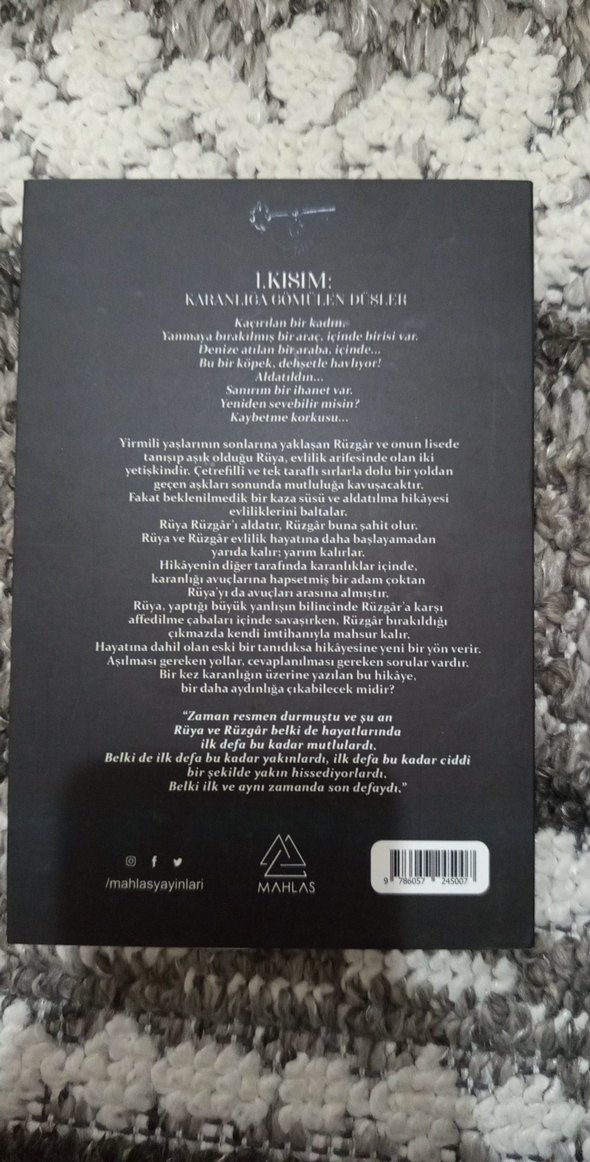 1.KISIM:
KARANLIĞA GÖMÜLEN DÜŞLER
Kaçırılan bir kadın.
Yanmaya bırakılmış bir araç, içinde birisi var.
Denize atılan bir araba, içinde...
Bu bir köpek, dehşetle havlıyor!
Aldatıldın...
Sanırım bir ihanet var.
Yeniden sevebilir misin?
Kaybetme korkusu...
Yirmili yaşlarının sonlarına yaklaşan Rüzgâr ve onun lisede
tanışıp aşık olduğu Rüya, evlilik arifesinde olan iki
yetişkindir. Çetrefilli ve tek taraflı sırlarla dolu bir yoldan
geçen aşkları sonunda mutluluğa kavuşacaktır.
Fakat beklenilmedik bir kaza süsü ve aldatılma hikâyesi
evliliklerini baltalar.
Rüya Rüzgâr'ı aldatır, Rüzgâr buna şahit olur.
Rüya ve Rüzgâr evlilik hayatına daha başlayamadan
yarıda kalır; yarım kalırlar.
Hikâyenin diğer tarafında karanlıklar içinde,
karanlığı avuçlarına hapsetmiş bir adam çoktan
Rüya'yı da avuçları arasına almıştır.
Rüya, yaptığı büyük yanlışın bilincinde Rüzgâr'a karşı
affedilme çabaları içinde savaşırken, Rüzgâr bırakıldığı
çıkmazda kendi imtihanıyla mahsur kalır.
Hayatına dahil olan eski bir tanıdıksa hikâyesine yeni bir yön verir.
Aşılması gereken yollar, cevaplanılması gereken sorular vardır.
Bir kez karanlığın üzerine yazılan bu hikâye,
bir daha aydınlığa çıkabilecek midir?
"Zaman resmen durmuştu ve şu an
Rüya ve Rüzgâr belki de hayatlarında
ilk defa bu kadar mutlulardı.
Belki de ilk defa bu kadar yakınlardı, ilk defa bu kadar ciddi
bir şekilde yakın hissediyorlardı.
Belki ilk ve aynı zamanda son defaydı."
/mahlasyayinlari
MAHLAS
9 786057 245007